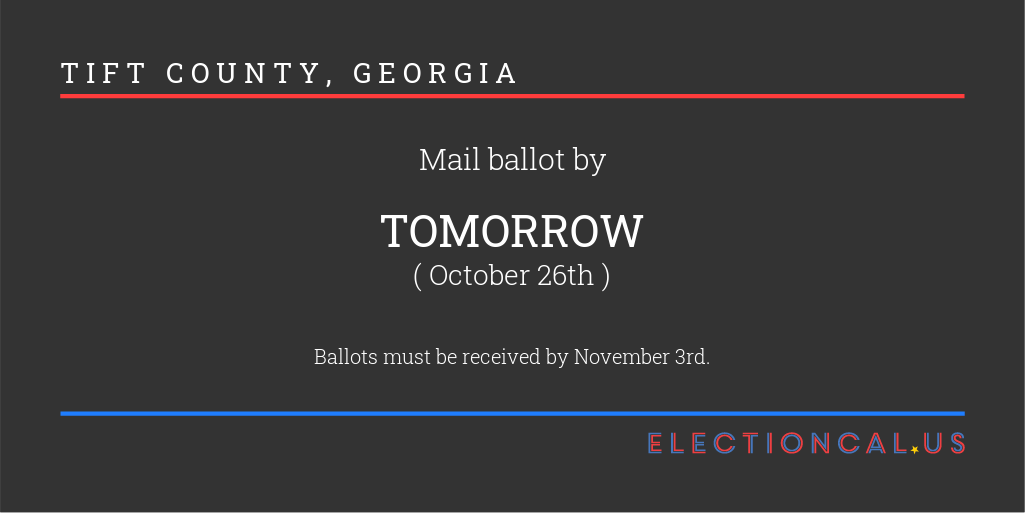 TIFT COUNTY, GEORGIA
Mail ballot by
TOMORROW
( October 26th )
Ballots must be received by November 3rd.
ELECTIONCAL.US